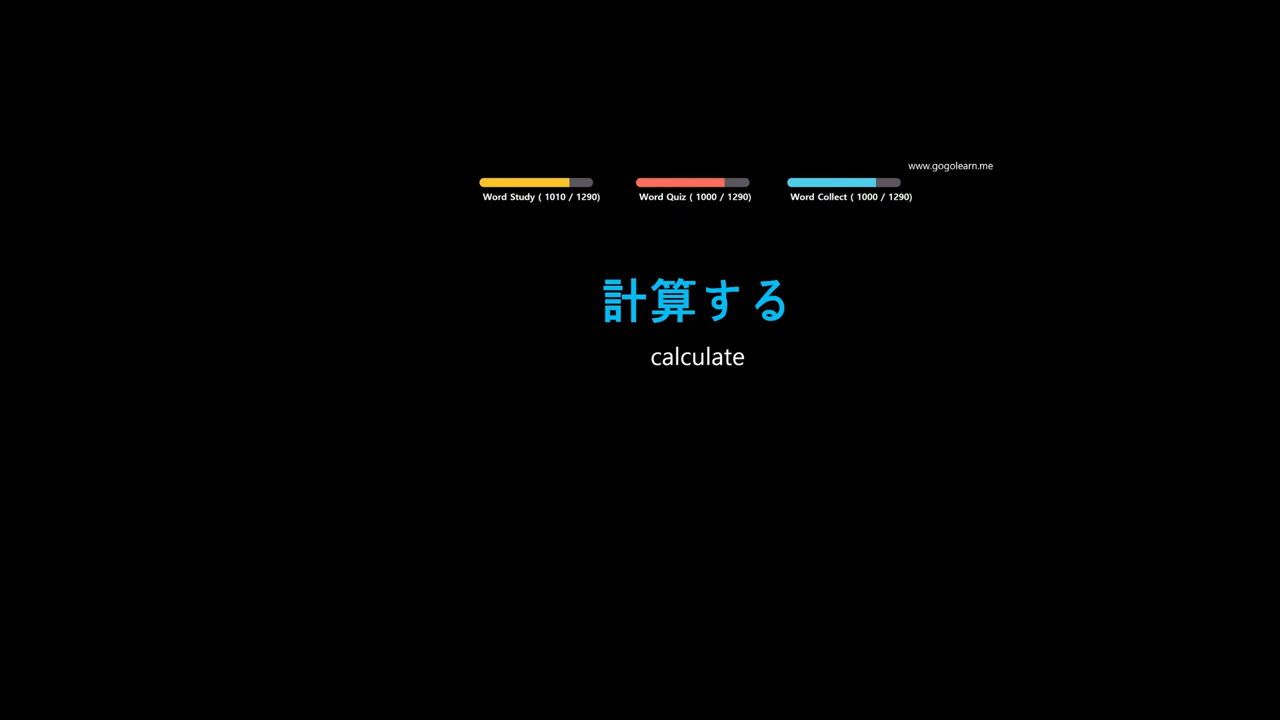 www.gogolearn.me
Word Study ( 1010 / 1290)
Word Quiz ( 1000 / 1290)
Word Collect ( 1000 / 1290)
計算する
calculate